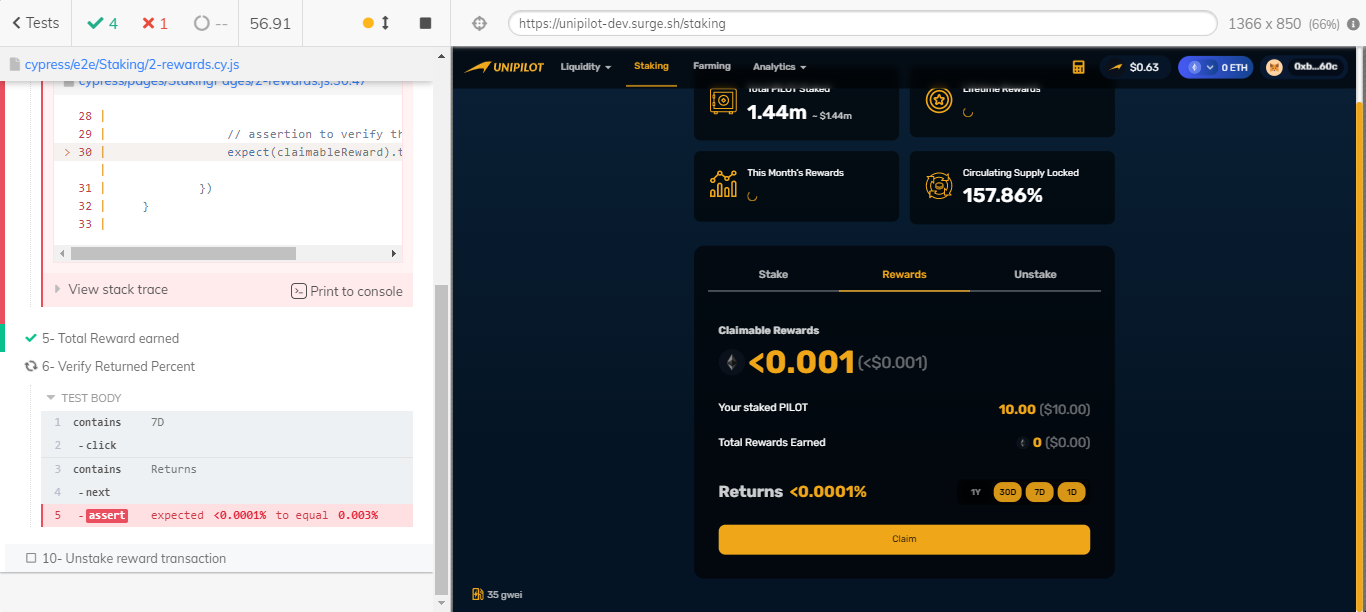 Tests
4
1
--
56.91
https://unipilot-dev.surge.sh/staking
1366 x 850 (66%)
cypress/e2e/Staking/2-rewards.cy.js
cypress/pages/StakingPages/2-rewards.js:30:47
28 |
29 | // assertion to verify th
> 30 | expect(claimableReward).t
|
31 | })
32 | }
33 |
View stack trace
Print to console
5- Total Reward earned
6- Verify Returned Percent
TEST BODY
1 contains 7D
2 -click
3 contains Returns
4 -next
5 -assert expected <0.0001% to equal 0.003%
10- Unstake reward transaction
UNIPILOT
Liquidity
Staking
Farming
Analytics
$0.63
0 ETH
0xb...60c
Total PILOT Staked
1.44m ~ $1.44m
Lifetime Rewards
This Month's Rewards
Circulating Supply Locked
157.86%
Stake
Rewards
Unstake
Claimable Rewards
<0.001 (<$0.001)
Your staked PILOT
10.00 ($10.00)
Total Rewards Earned
0 ($0.00)
Returns <0.0001%
1Y
30D
7D
1D
Claim
35 gwei